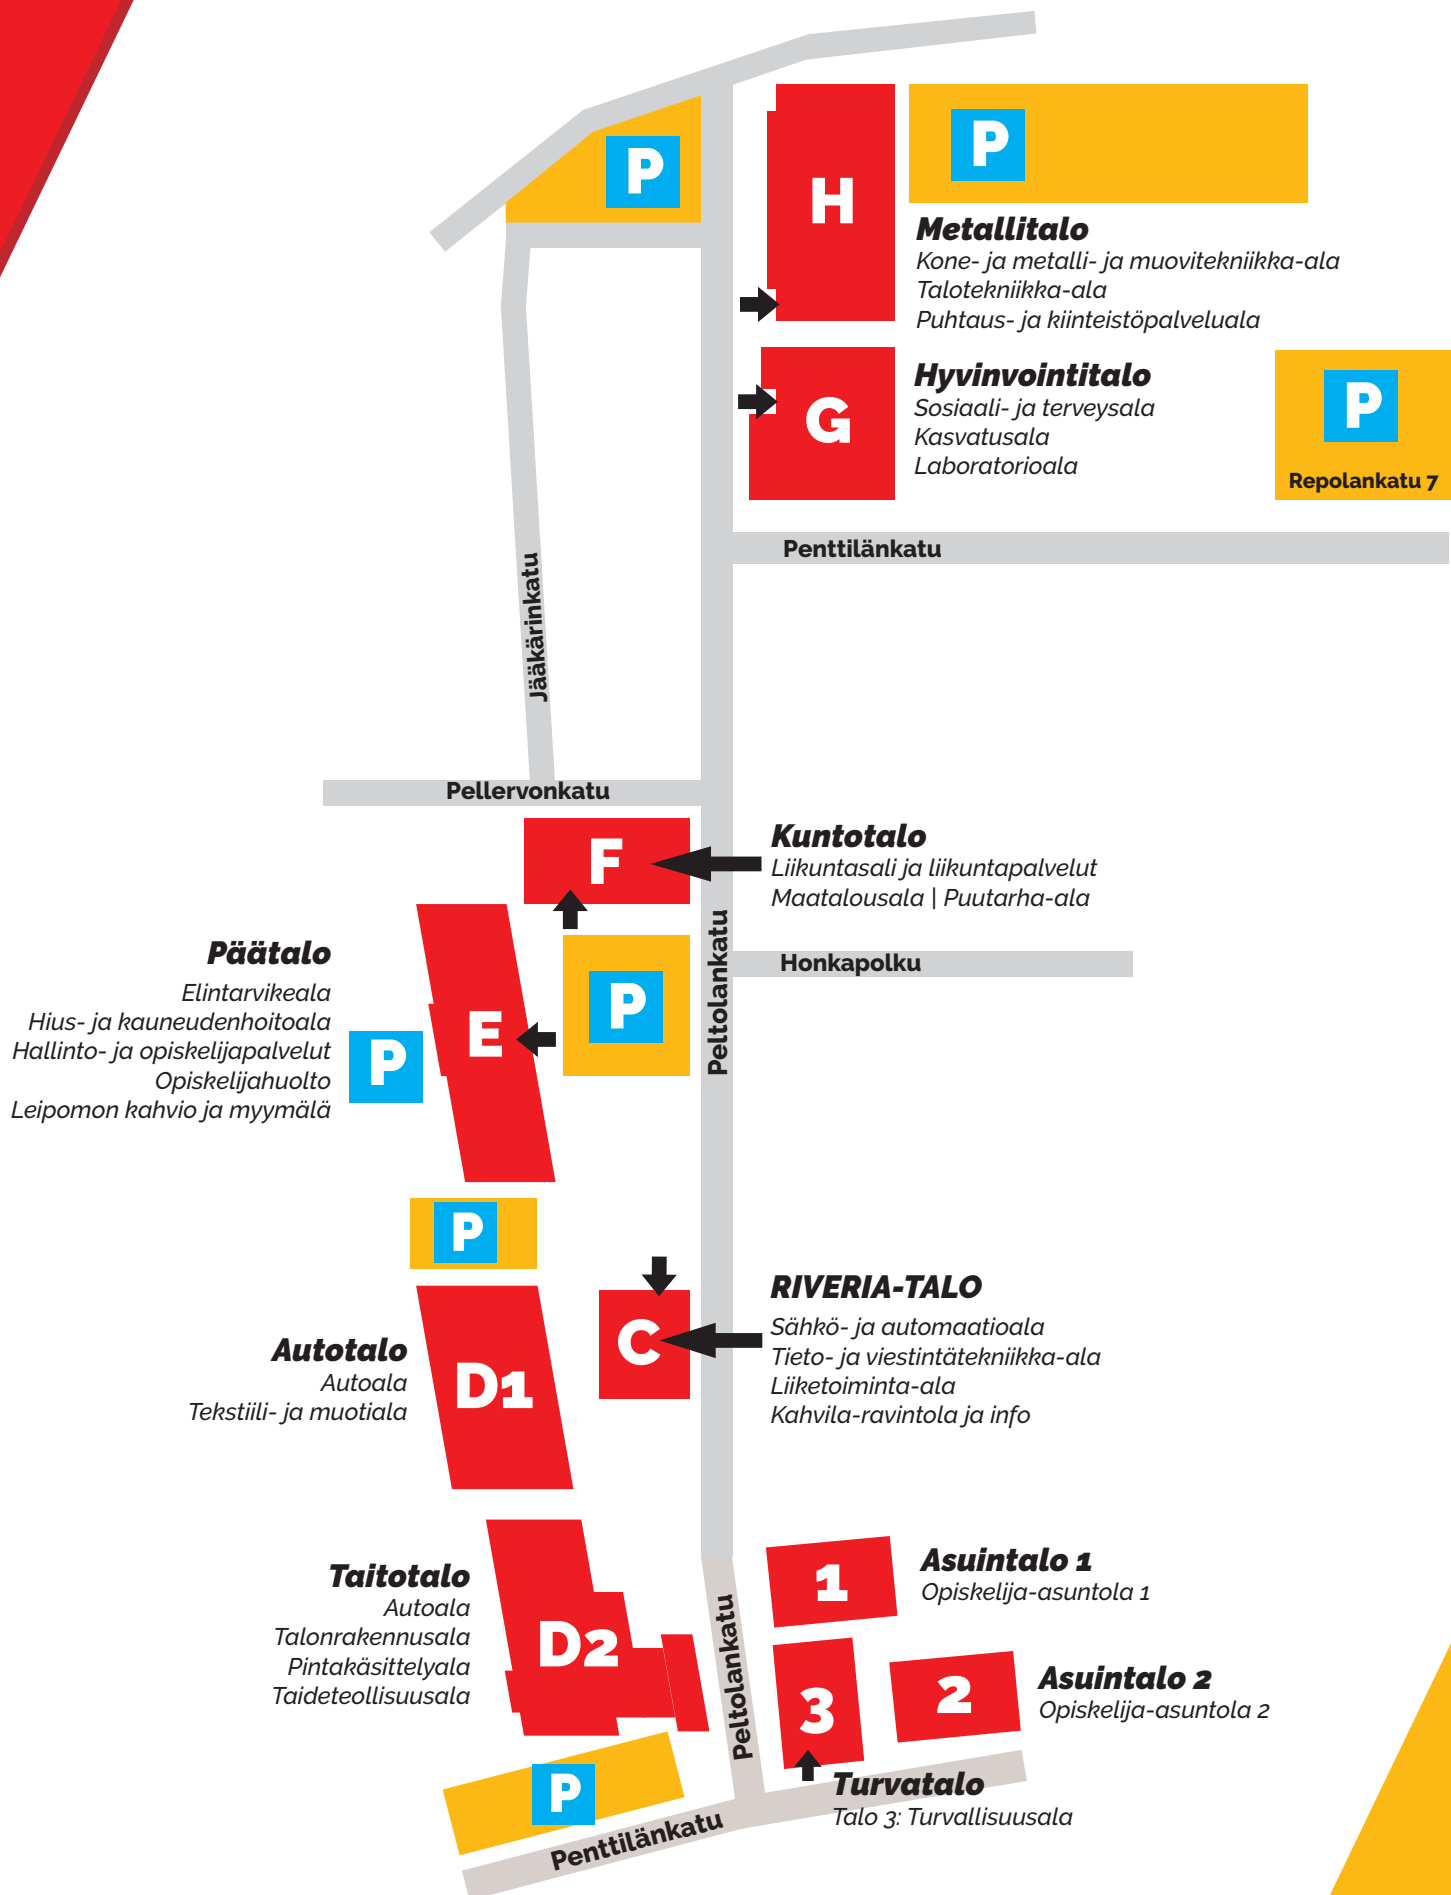 P
H
P
Metallitalo
Kone- ja metalli- ja muovitekniikka-ala
Talotekniikka-ala
Puhtaus- ja kiinteistöpalveluala
G
Hyvinvointitalo
Sosiaali- ja terveysala
Kasvatusala
Laboratorioala
P
Repolankatu 7
Penttilänkatu
Jääkärinkatu
Pellervonkatu
F
Kuntotalo
Liikuntasali ja liikuntapalvelut
Maatalousala | Puutarha-ala
Peltolankatu
Honkapolku
Päätalo
Elintarvikeala
Hius- ja kauneudenhoitoala
Hallinto- ja opiskelijapalvelut
Opiskelijahuolto
Leipomon kahvio ja myymälä
P
E
P
P
C
RIVERIA-TALO
Sähkö- ja automaatioala
Tieto- ja viestintätekniikka-ala
Liiketoiminta-ala
Kahvila-ravintola ja info
Autotalo
Autoala
Tekstiili- ja muotiala
D1
Taitotalo
Autoala
Talonrakennusala
Pintakäsittelyala
Taideteollisuusala
D2
Peltolankatu
1
Asuintalo 1
Opiskelija-asuntola 1
3
2
Asuintalo 2
Opiskelija-asuntola 2
P
Turvatalo
Talo 3: Turvallisuusala
Penttilänkatu